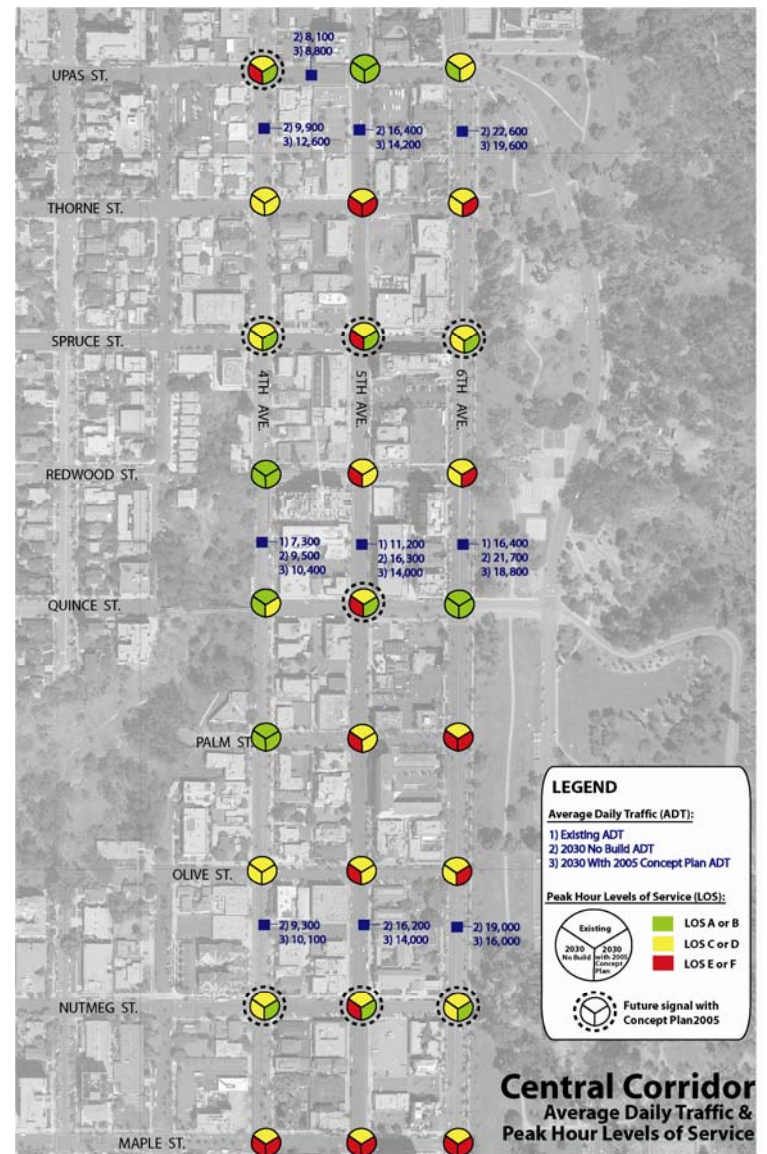 2) 8,100
3) 8,800
UPAS ST.
2) 9,900
3) 12,600
2) 16,400
3) 14,200
2) 22,600
3) 19,600
THORNE ST.
SPRUCE ST.
4TH AVE.
5TH AVE.
6TH AVE.
REDWOOD ST.
1) 7,300
2) 9,500
3) 10,400
1) 11,200
2) 16,300
3) 14,000
1) 16,400
2) 21,700
3) 18,800
QUINCE ST.
PALM ST.
OLIVE ST.
2) 9,300
3) 10,100
2) 16,200
3) 14,000
2) 19,000
3) 16,000
NUTMEG ST.
MAPLE ST.
LEGEND
Average Daily Traffic (ADT):
1) Existing ADT
2) 2030 No Build ADT
3) 2030 With 2005 Concept Plan ADT
Peak Hour Levels of Service (LOS):
Existing
2030
No Build
2030
with 2005
Concept
Plan
LOS A or B
LOS C or D
LOS E or F
Future signal with
Concept Plan2005
Central Corridor
Average Daily Traffic &
Peak Hour Levels of Service